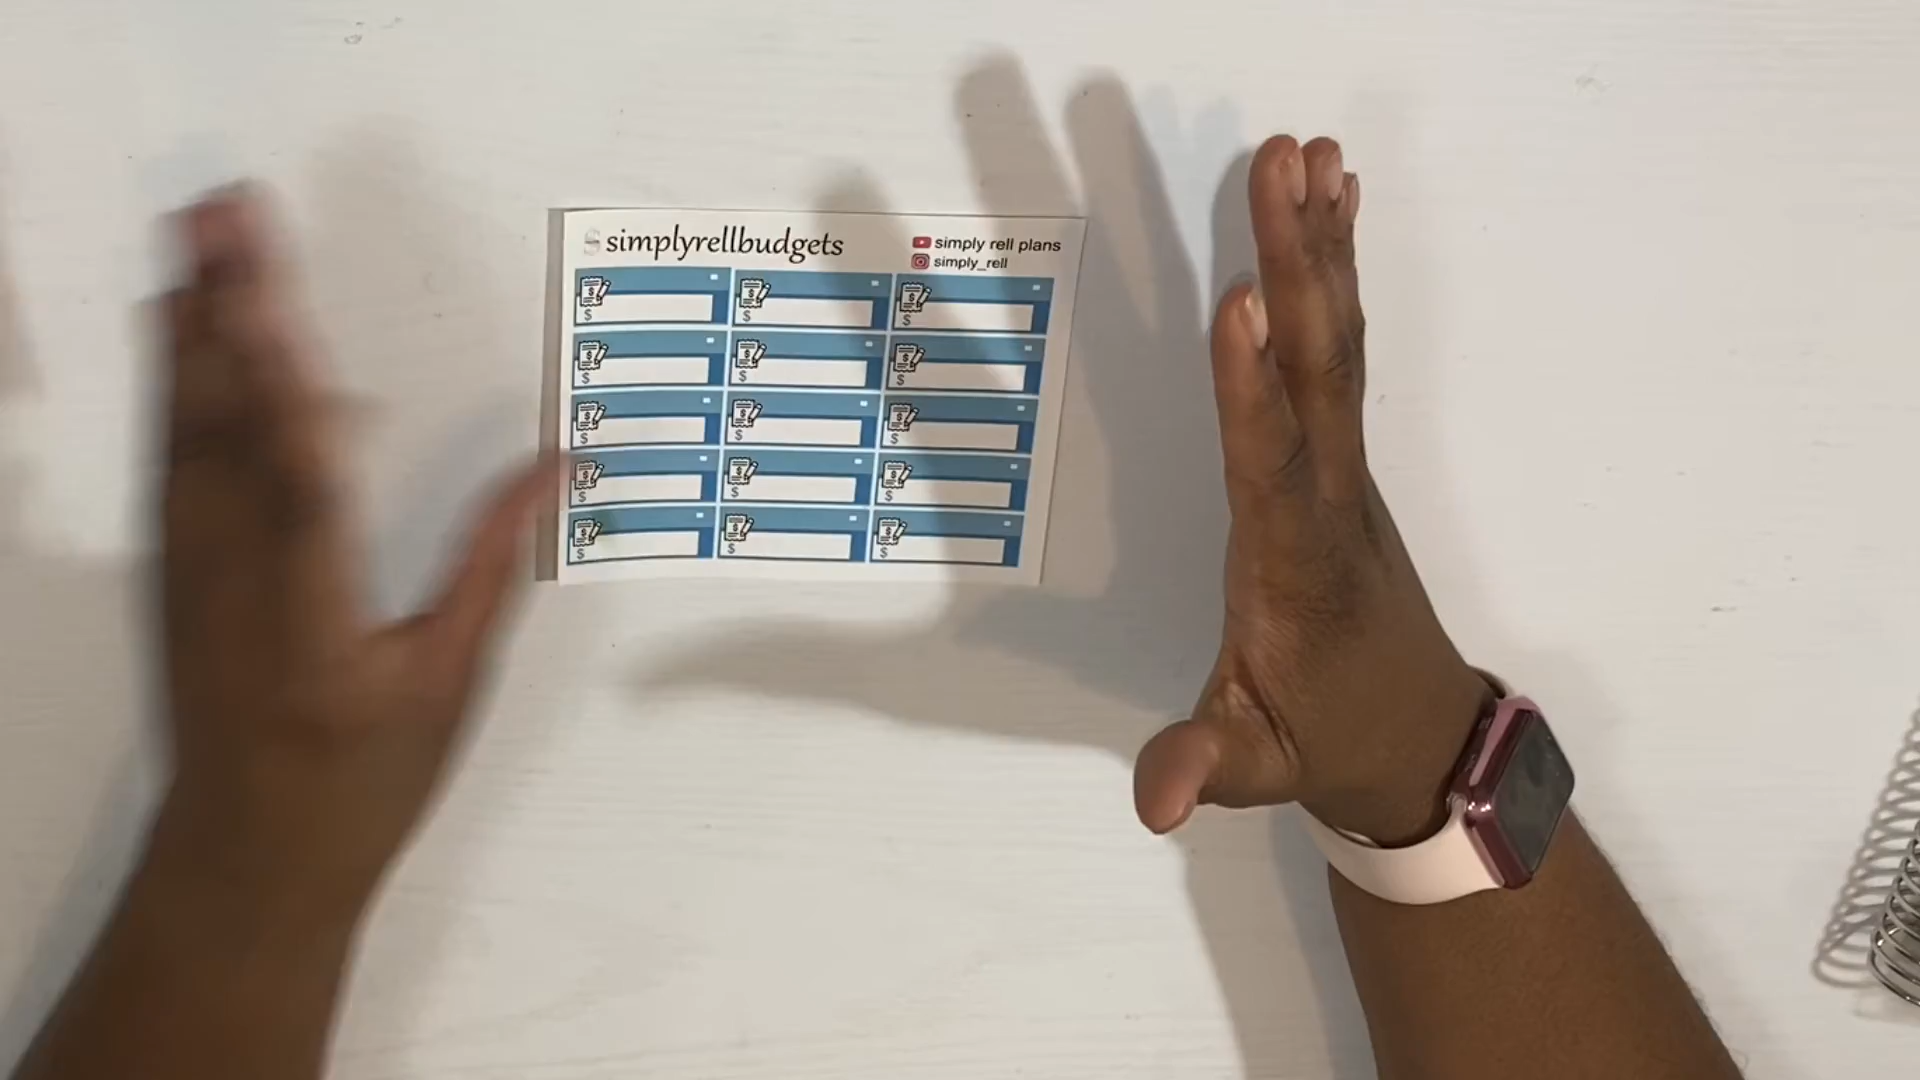 S simplyrellbudgets
simply rell plans
simply_rell
$ $ $
$ $ $
$ $ $
$ $ $
$ $ $